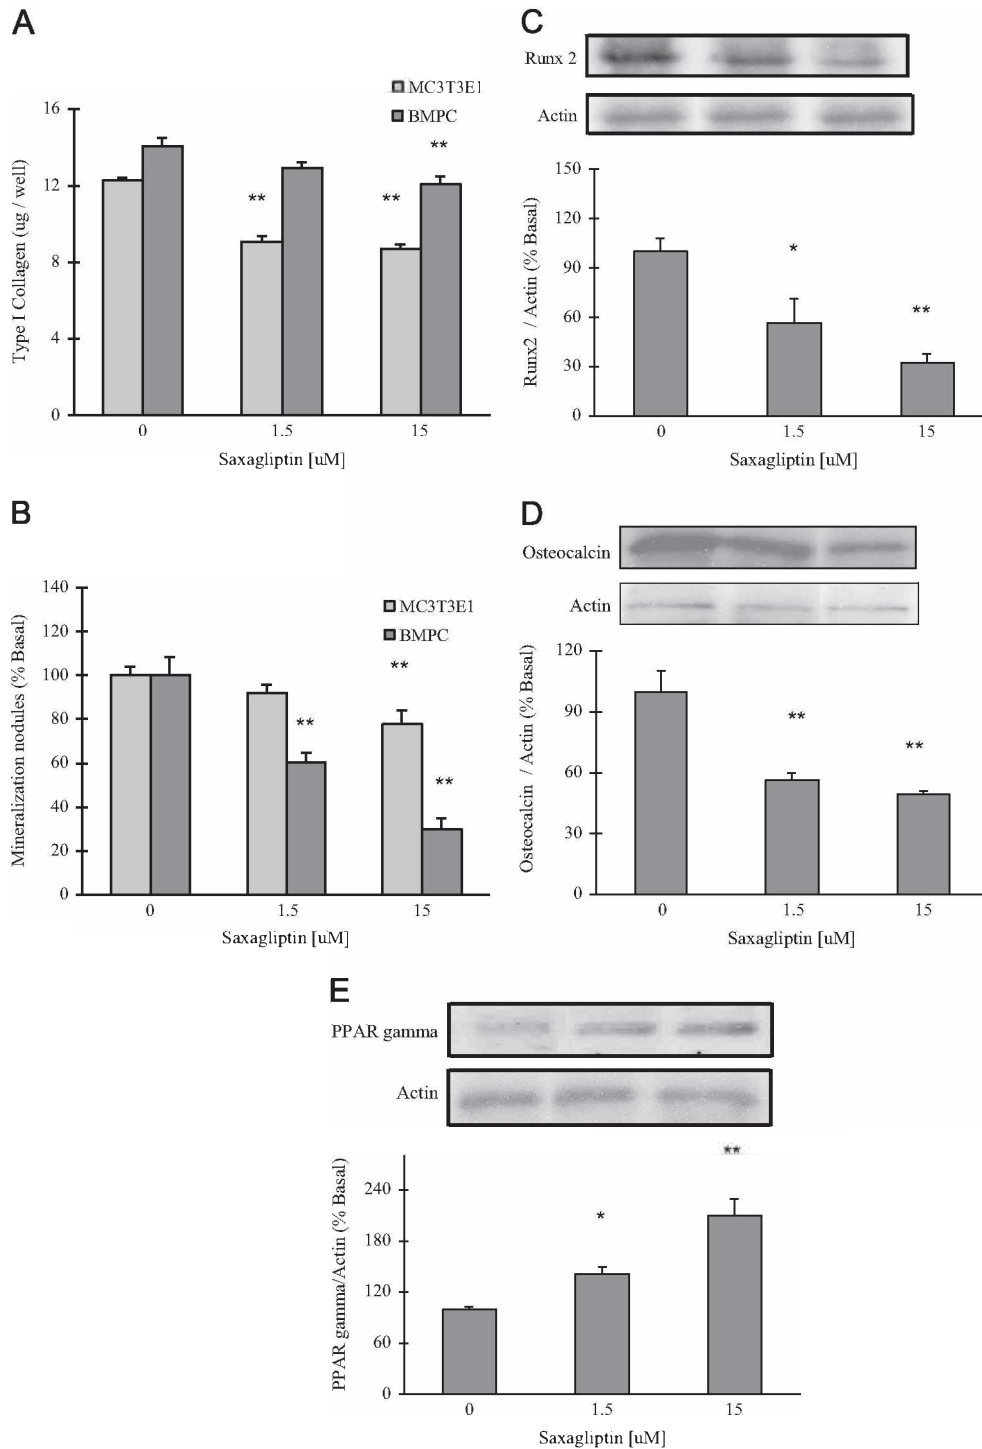 A
MC3T3E1
BMPC
16
12
8
4
0
**
**
**
Type I Collagen (ug / well)
0 1.5 15
Saxagliptin [uM]
C
Runx 2
Actin
150
120
90
60
30
0
*
**
Runx2 / Actin (% Basal)
0 1.5 15
Saxagliptin [uM]
B
MC3T3E1
BMPC
140
120
100
80
60
40
20
0
**
**
**
Mineralization nodules (% Basal)
0 1.5 15
Saxagliptin [uM]
D
Osteocalcin
Actin
120
90
60
30
0
**
**
Osteocalcin / Actin (% Basal)
0 1.5 15
Saxagliptin [uM]
E
PPAR gamma
Actin
240
180
120
60
0
*
**
PPAR gamma/Actin (% Basal)
0 1.5 15
Saxagliptin [uM]